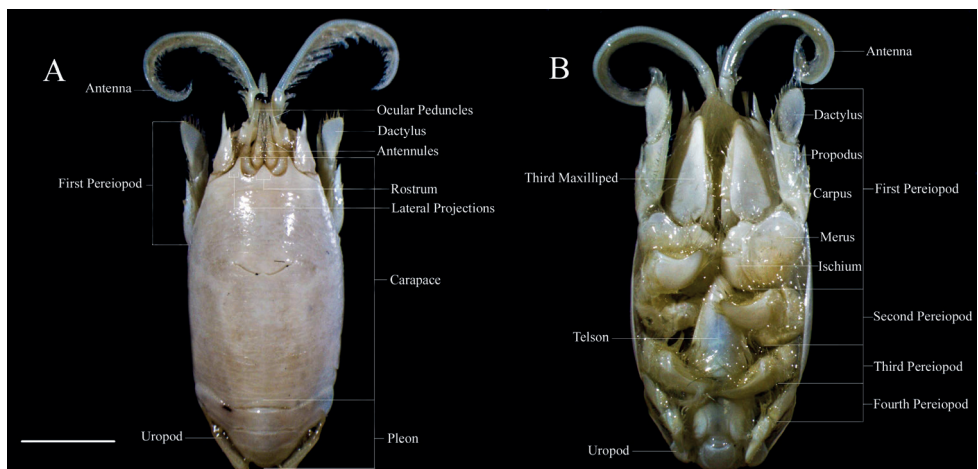 A
Antenna
Ocular Peduncles
Dactylus
Antennules
First Pereiopod
Rostrum
Lateral Projections
Carapace
Uropod
Pleon
B
Antenna
Dactylus
Propodus
Third Maxilliped
First Pereiopod
Carpus
Merus
Ischium
Second Pereiopod
Telson
Third Pereiopod
Fourth Pereiopod
Uropod